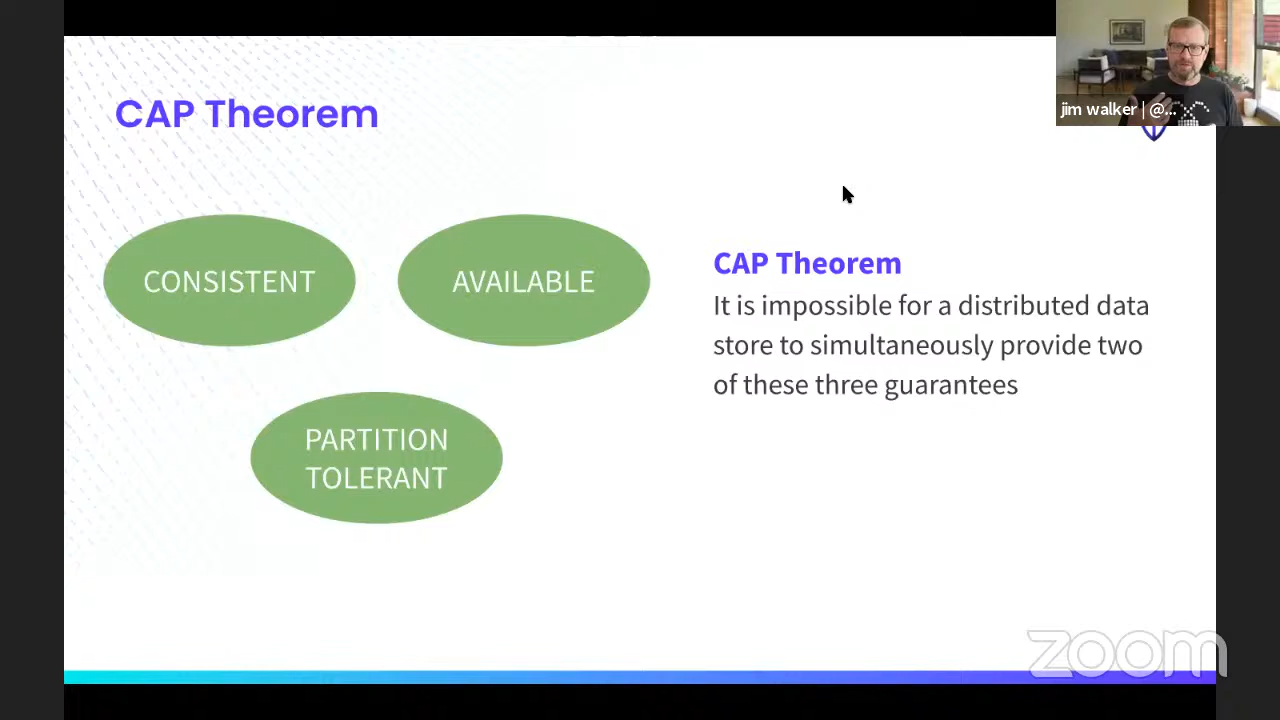 CAP Theorem
jim walker | @...
CONSISTENT
AVAILABLE
PARTITION
TOLERANT
CAP Theorem
It is impossible for a distributed data
store to simultaneously provide two
of these three guarantees
zoom